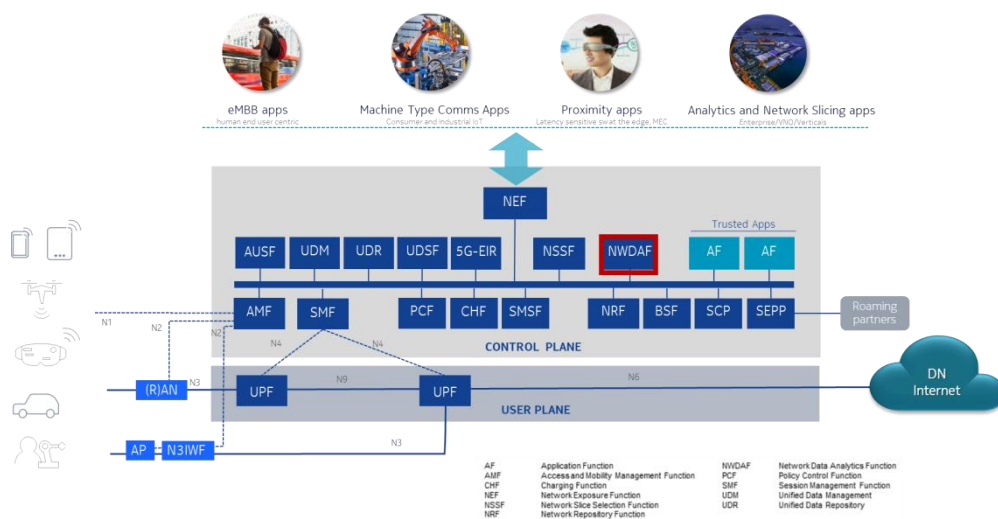 eMBB apps
human end user centric
Machine Type Comms Apps
Consumer and Industrial IoT
Proximity apps
Latency sensitive sw at the edge, MEC
Analytics and Network Slicing apps
Enterprise/VNO/Verticals
NEF
Trusted Apps
AUSF
UDM
UDR
UDSF
5G-EIR
NSSF
NWDAF
AF
AF
AMF
SMF
PCF
CHF
SMSF
NRF
BSF
SCP
SEPP
Roaming
partners
N1
N2
N2
N4
N4
CONTROL PLANE
(R)AN
N3
UPF
N9
UPF
N6
DN
Internet
USER PLANE
AP
N3IWF
N3
AF Application Function
AMF Access and Mobility Management Function
CHF Charging Function
NEF Network Exposure Function
NSSF Network Slice Selection Function
NRF Network Repository Function
NWDAF Network Data Analytics Function
PCF Policy Control Function
SMF Session Management Function
UDM Unified Data Management
UDR Unified Data Repository